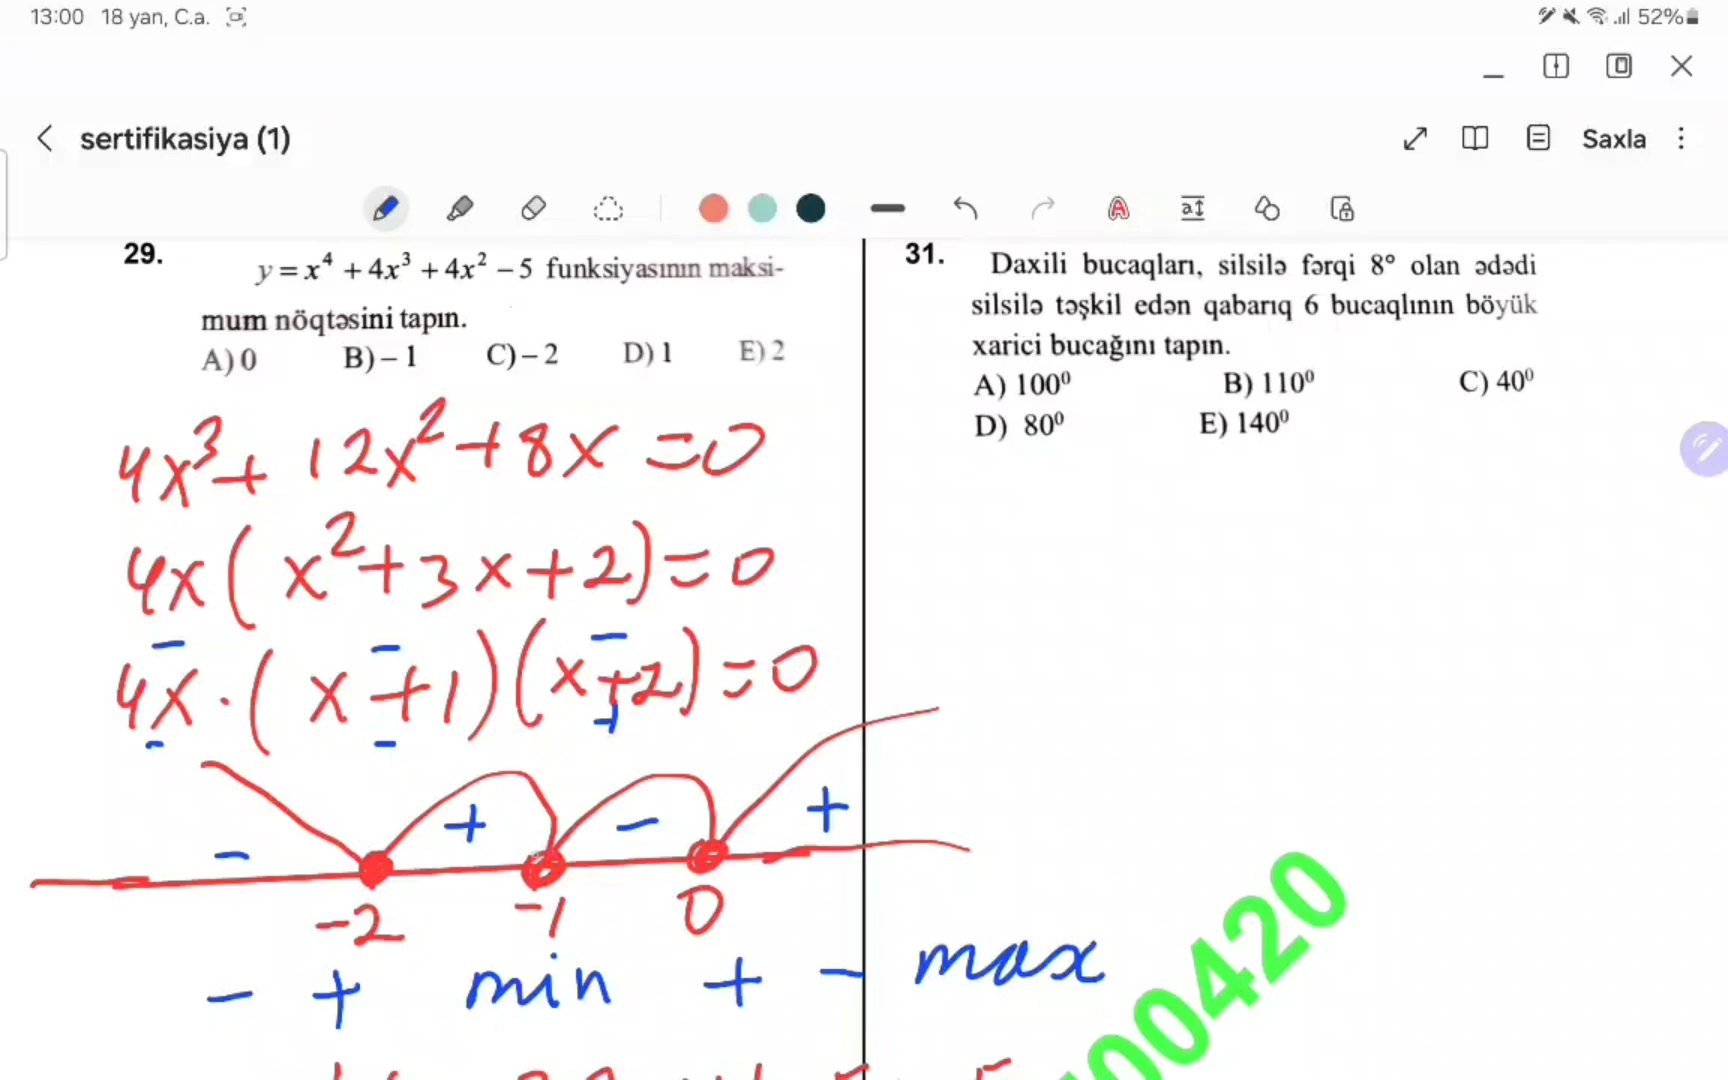 13:00 18 yan, C.a. 52%
sertifikasiya (1) Saxla
29. y = x⁴ + 4x³ + 4x² − 5 funksiyasının maksi-
mum nöqtəsini tapın.
A) 0 B) – 1 C) – 2 D) 1 E) 2
4x³ + 12x² + 8x = 0
4x ( x² + 3x + 2 ) = 0
4x · ( x + 1 ) ( x + 2 ) = 0
− + − +
-2 -1 0
− + min + − max
31. Daxili bucaqları, silsilə fərqi 8° olan ədədi
silsilə təşkil edən qabarıq 6 bucaqlının böyük
xarici bucağını tapın.
A) 100⁰ B) 110⁰ C) 40⁰
D) 80⁰ E) 140⁰
00420